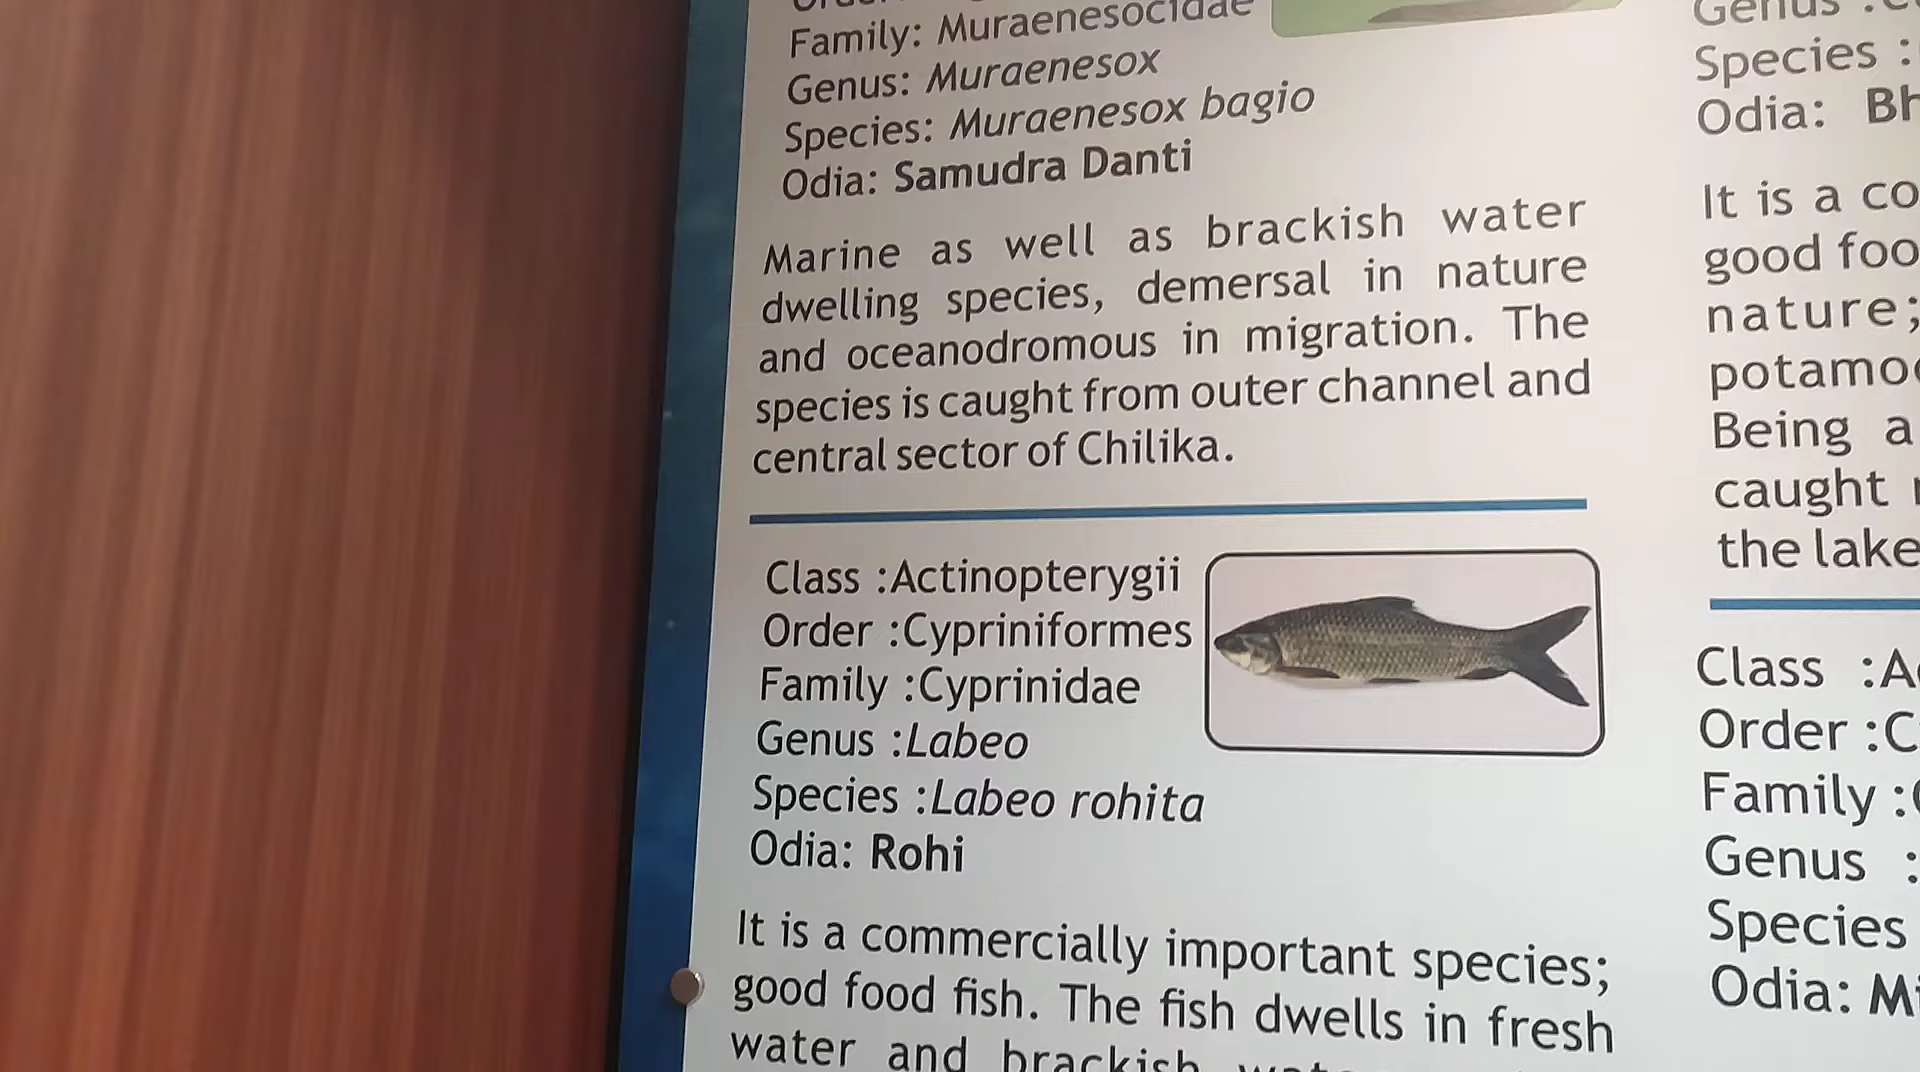 Family: Muraenesocidae
Genus: Muraenesox
Species: Muraenesox bagio
Odia: Samudra Danti
Marine as well as brackish water
dwelling species, demersal in nature
and oceanodromous in migration. The
species is caught from outer channel and
central sector of Chilika.
Class :Actinopterygii
Order :Cypriniformes
Family :Cyprinidae
Genus :Labeo
Species :Labeo rohita
Odia: Rohi
It is a commercially important species;
good food fish. The fish dwells in fresh
water and brackish
Genus :
Species :
Odia: Bh
It is a co
good foo
nature;
potamo
Being a
caught
the lake
Class :A
Order :C
Family :
Genus :
Species
Odia: Mi